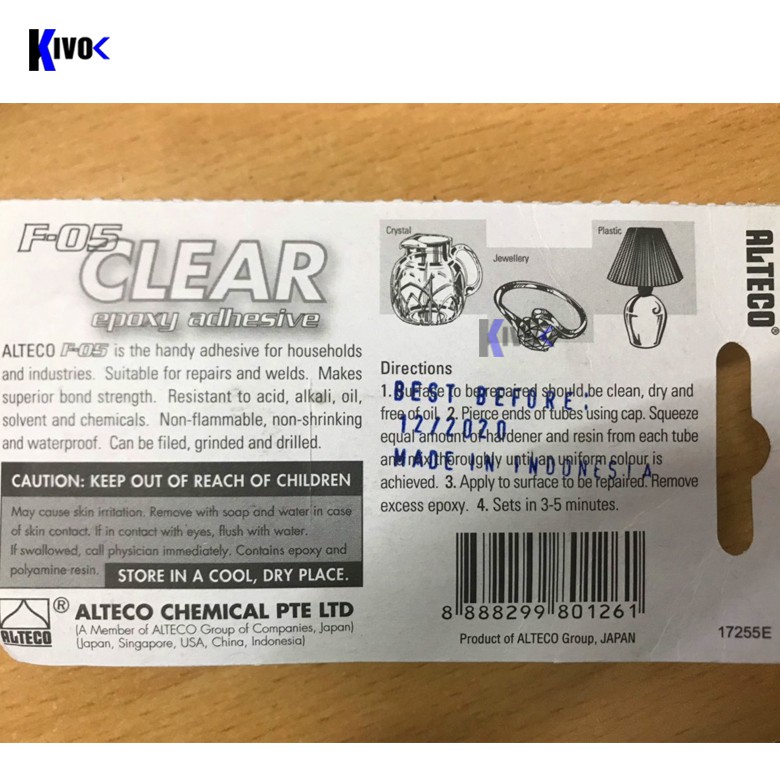 KIVO
F-05
CLEAR
epoxy adhesive
ALTECO F-05 is the handy adhesive for households
and industries. Suitable for repairs and welds. Makes
superior bond strength. Resistant to acid, alkali, oil,
solvent and chemicals. Non-flammable, non-shrinking
and waterproof. Can be filed, grinded and drilled.
CAUTION: KEEP OUT OF REACH OF CHILDREN
May cause skin irritation. Remove with soap and water in case
of skin contact. If in contact with eyes, flush with water.
If swallowed, call physician immediately. Contains epoxy and
polyamine resin. STORE IN A COOL, DRY PLACE.
ALTECO
® ALTECO CHEMICAL PTE LTD
(A Member of ALTECO Group of Companies, Japan)
(Japan, Singapore, USA, China, Indonesia)
Crystal
Jewellery
Plastic
KIVO
Directions
1. Surface to be repaired should be clean, dry and
free of oil. 2. Pierce ends of tubes using cap. Squeeze
equal amount of hardener and resin from each tube
and mix thoroughly until an uniform colour is
achieved. 3. Apply to surface to be repaired. Remove
excess epoxy. 4. Sets in 3-5 minutes.
BEST BEFORE:
12/2020
MADE IN INDONESIA
8 888299 801261
Product of ALTECO Group, JAPAN
17255E
ALTECO®